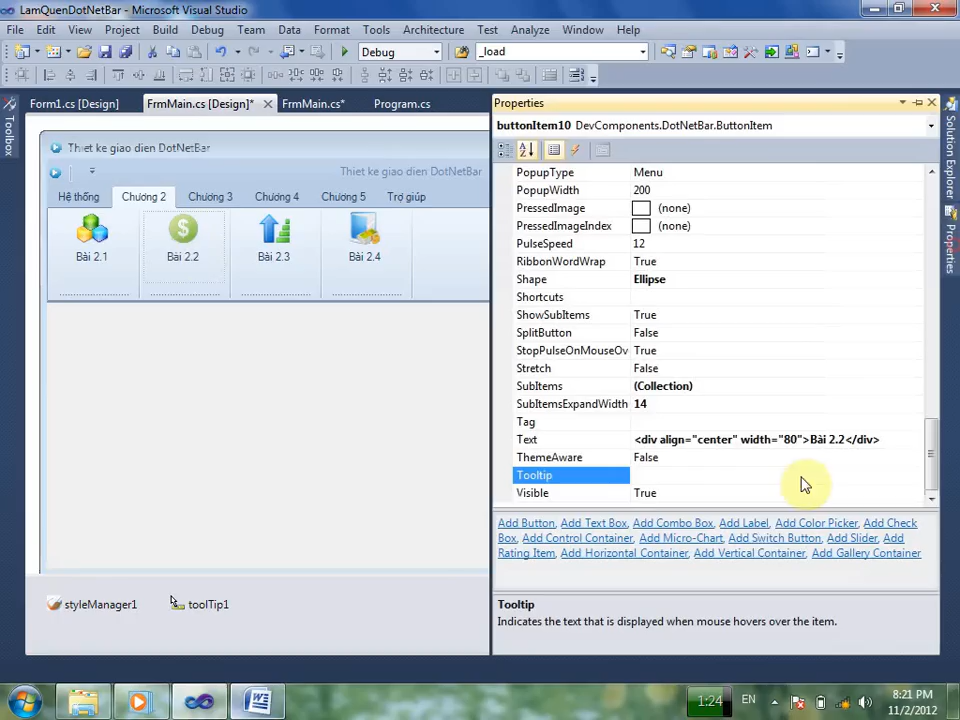 LamQuenDotNetBar - Microsoft Visual Studio
File Edit View Project Build Debug Team Data Format Tools Architecture Test Analyze Window Help
Debug _load
Form1.cs [Design] FrmMain.cs [Design]* FrmMain.cs* Program.cs
Toolbox
Thiet ke giao dien DotNetBar
Thiet ke giao dien DotNetBar
Hệ thống Chương 2 Chương 3 Chương 4 Chương 5 Trợ giúp
Bài 2.1 Bài 2.2 Bài 2.3 Bài 2.4
styleManager1 toolTip1
Properties
buttonItem10 DevComponents.DotNetBar.ButtonItem
PopupType Menu
PopupWidth 200
PressedImage (none)
PressedImageIndex (none)
PulseSpeed 12
RibbonWordWrap True
Shape Ellipse
Shortcuts
ShowSubItems True
SplitButton False
StopPulseOnMouseOv True
Stretch False
SubItems (Collection)
SubItemsExpandWidth 14
Tag
Text <div align="center" width="80">Bài 2.2</div>
ThemeAware False
Tooltip
Visible True
Add Button, Add Text Box, Add Combo Box, Add Label, Add Color Picker, Add Check
Box, Add Control Container, Add Micro-Chart, Add Switch Button, Add Slider, Add
Rating Item, Add Horizontal Container, Add Vertical Container, Add Gallery Container
Tooltip
Indicates the text that is displayed when mouse hovers over the item.
Solution Explorer
Properties
1:24 EN 8:21 PM
11/2/2012